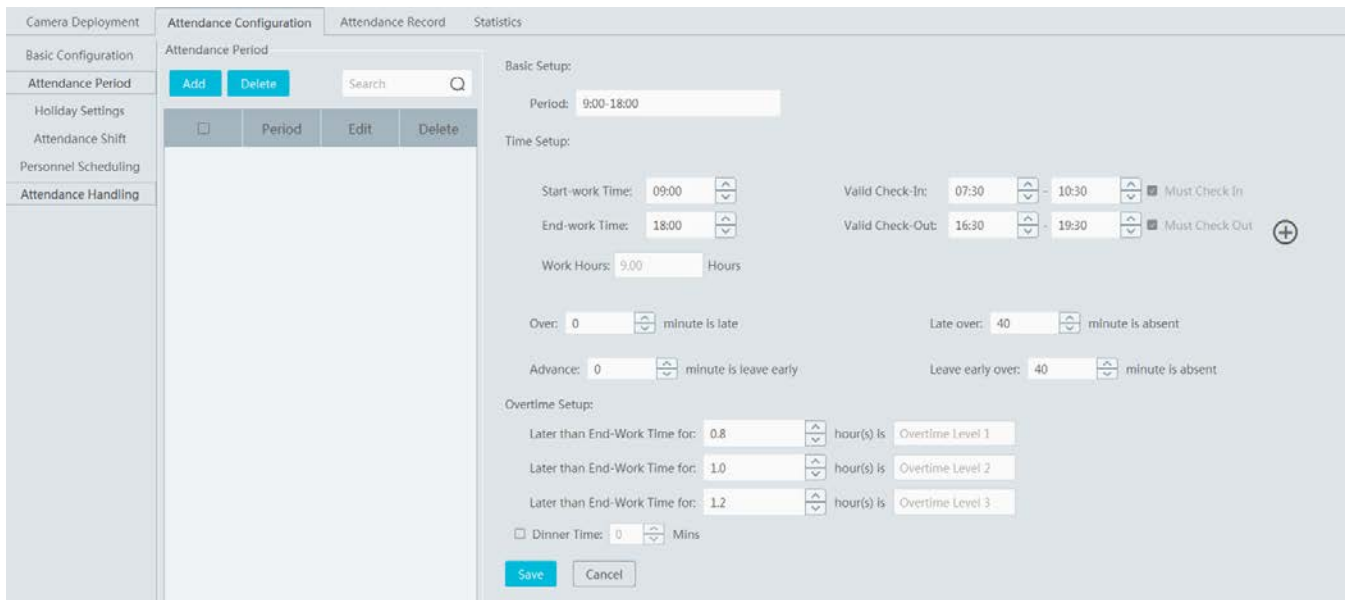 Camera Deployment Attendance Configuration Attendance Record Statistics
Basic Configuration
Attendance Period
Holiday Settings
Attendance Shift
Personnel Scheduling
Attendance Handling
Attendance Period
Add Delete Search
Period Edit Delete
Basic Setup:
Period: 9:00-18:00
Time Setup:
Start-work Time: 09:00 Valid Check-In: 07:30 - 10:30 Must Check In
End-work Time: 18:00 Valid Check-Out: 16:30 - 19:30 Must Check Out
Work Hours: 9.00 Hours
Over: 0 minute is late Late over: 40 minute is absent
Advance: 0 minute is leave early Leave early over: 40 minute is absent
Overtime Setup:
Later than End-Work Time for: 0.8 hour(s) is Overtime Level 1
Later than End-Work Time for: 1.0 hour(s) is Overtime Level 2
Later than End-Work Time for: 1.2 hour(s) is Overtime Level 3
Dinner Time: 0 Mins
Save Cancel